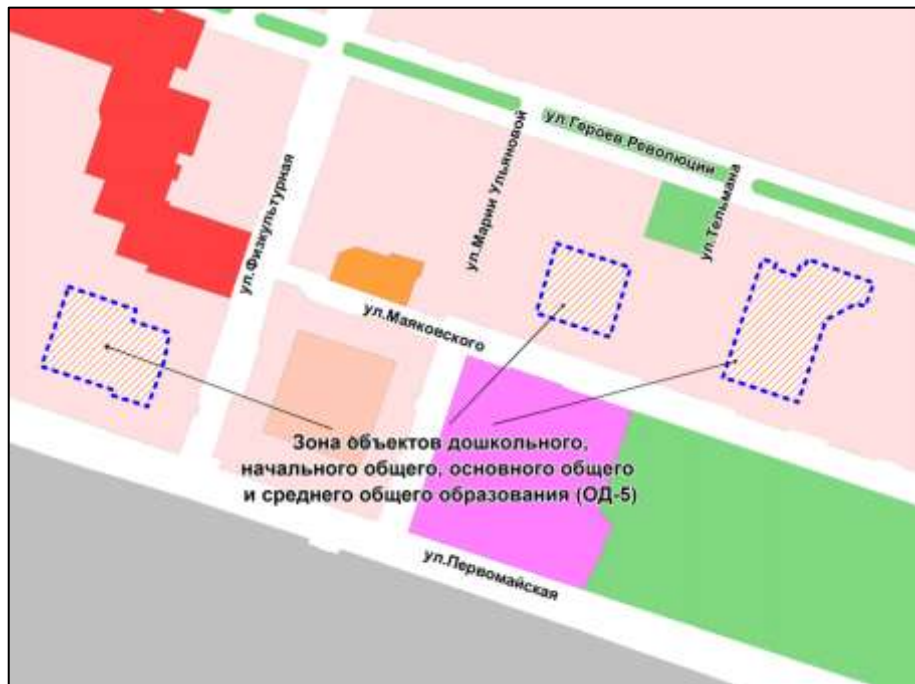 ул.Героев Революции
ул.Марии Ульяновой
ул.Тельмана
ул.Физкультурная
ул.Маяковского
Зона объектов дошкольного,
начального общего, основного общего
и среднего общего образования (ОД-5)
ул.Первомайская